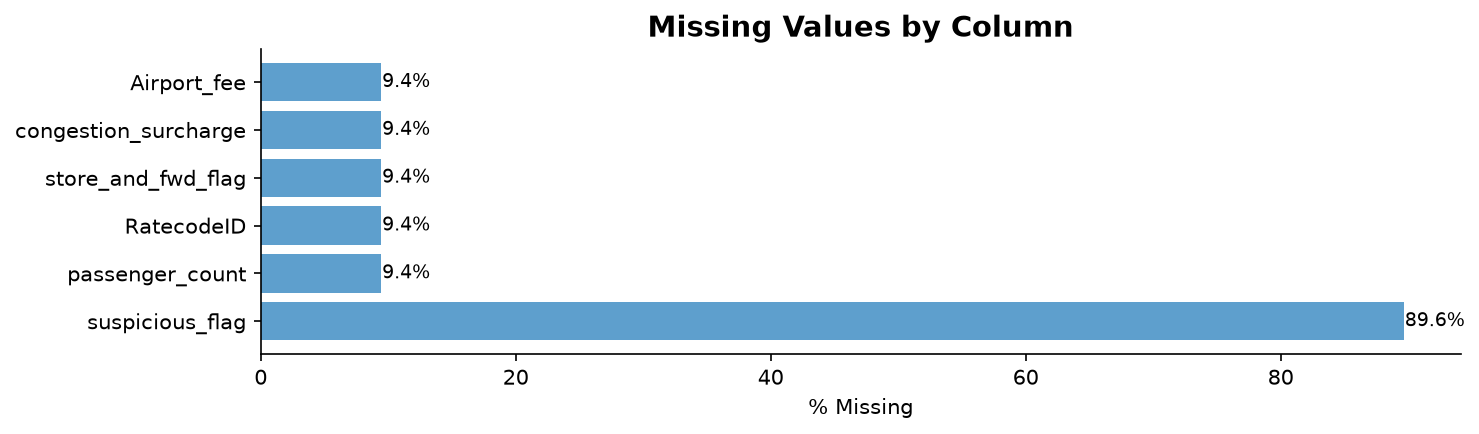 Missing Values by Column
Airport_fee 9.4%
congestion_surcharge 9.4%
store_and_fwd_flag 9.4%
RatecodeID 9.4%
passenger_count 9.4%
suspicious_flag 89.6%
0 20 40 60 80
% Missing